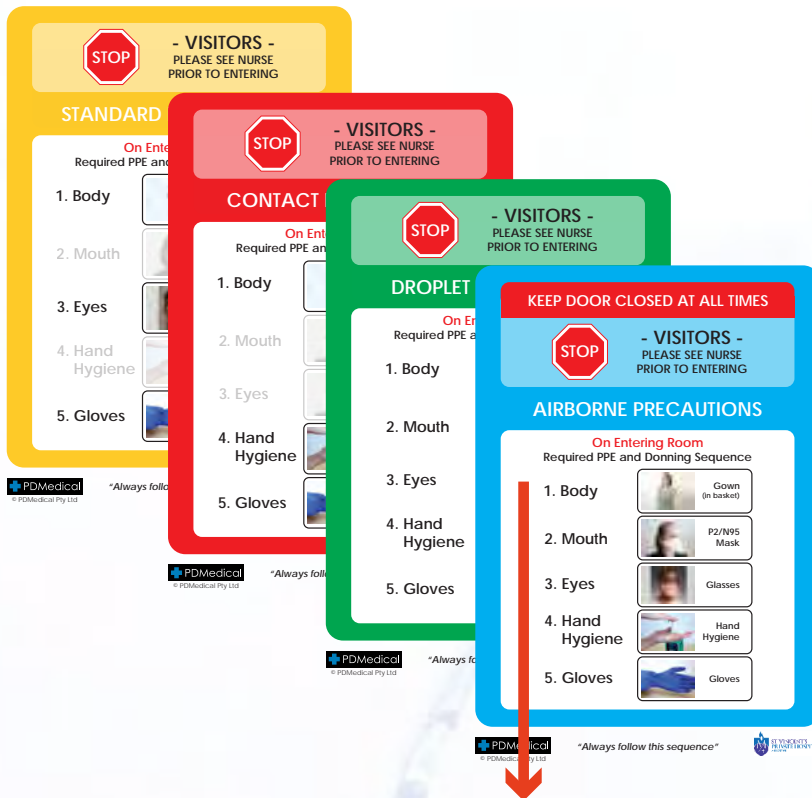 STOP
- VISITORS -
PLEASE SEE NURSE
PRIOR TO ENTERING
STANDARD
On Ente
Required PPE and
1. Body
2. Mouth
3. Eyes
4. Hand
Hygiene
5. Gloves
PDMedical
© PDMedical Pty Ltd
"Always follo
STOP
- VISITORS -
PLEASE SEE NURSE
PRIOR TO ENTERING
CONTACT
On Ent
Required PPE an
1. Body
2. Mouth
3. Eyes
4. Hand
Hygiene
5. Gloves
PDMedical
© PDMedical Pty Ltd
"Always follo
STOP
- VISITORS -
PLEASE SEE NURSE
PRIOR TO ENTERING
DROPLET
On En
Required PPE a
1. Body
2. Mouth
3. Eyes
4. Hand
Hygiene
5. Gloves
PDMedical
© PDMedical Pty Ltd
"Always fo
KEEP DOOR CLOSED AT ALL TIMES
STOP
- VISITORS -
PLEASE SEE NURSE
PRIOR TO ENTERING
AIRBORNE PRECAUTIONS
On Entering Room
Required PPE and Donning Sequence
1. Body
Gown
(in basket)
2. Mouth
P2/N95
Mask
3. Eyes
Glasses
4. Hand
Hygiene
Hand
Hygiene
5. Gloves
Gloves
PDMedical
© PDMedical Pty Ltd
"Always follow this sequence"
ST VINCENT'S
PRIVATE HOSPITAL